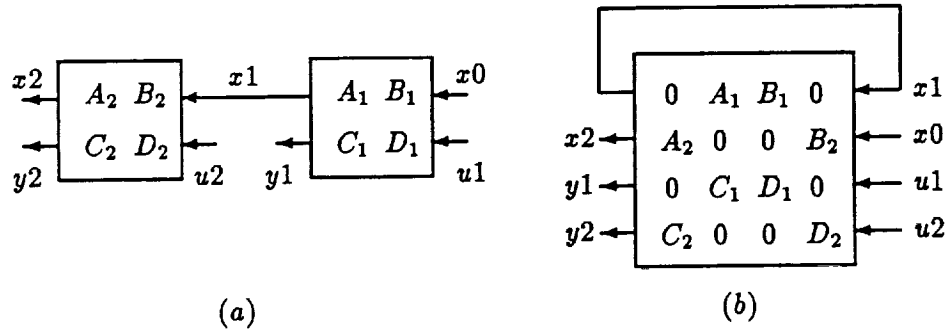 x2 A₂ B₂ x1 A₁ B₁ x0
C₂ D₂ C₁ D₁
y2 u2 y1 u1
(a)
0 A₁ B₁ 0 x1
x2 A₂ 0 0 B₂ x0
y1 0 C₁ D₁ 0 u1
y2 C₂ 0 0 D₂ u2
(b)